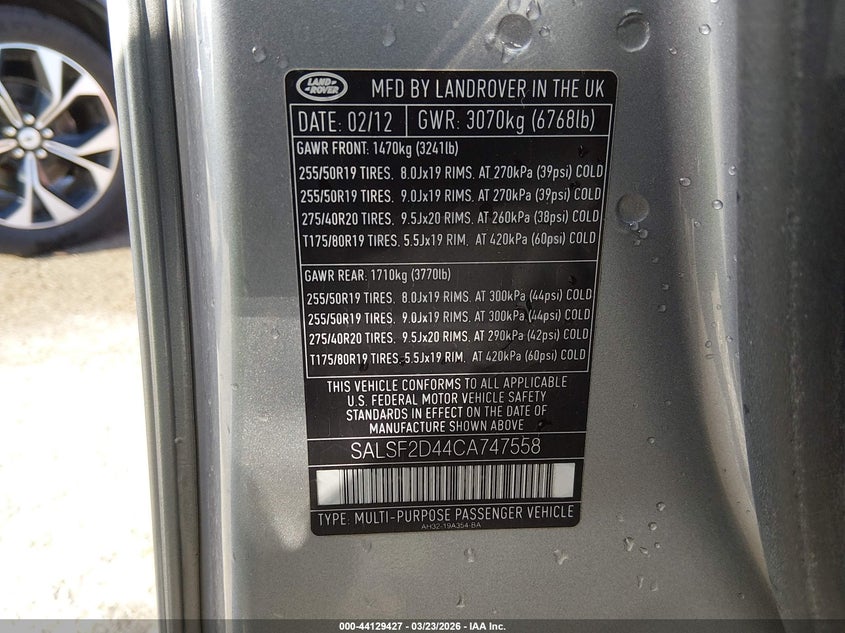 LAND ROVER
MFD BY LANDROVER IN THE UK
DATE: 02/12 GWR: 3070kg (6768lb)
GAWR FRONT: 1470kg (3241lb)
255/50R19 TIRES, 8.0Jx19 RIMS, AT 270kPa (39psi) COLD
255/50R19 TIRES, 9.0Jx19 RIMS, AT 270kPa (39psi) COLD
275/40R20 TIRES, 9.5Jx20 RIMS, AT 260kPa (38psi) COLD
T175/80R19 TIRES, 5.5Jx19 RIM, AT 420kPa (60psi) COLD
GAWR REAR: 1710kg (3770lb)
255/50R19 TIRES, 8.0Jx19 RIMS, AT 300kPa (44psi) COLD
255/50R19 TIRES, 9.0Jx19 RIMS, AT 300kPa (44psi) COLD
275/40R20 TIRES, 9.5Jx20 RIMS, AT 290kPa (42psi) COLD
T175/80R19 TIRES, 5.5Jx19 RIM, AT 420kPa (60psi) COLD
THIS VEHICLE CONFORMS TO ALL APPLICABLE
U.S. FEDERAL MOTOR VEHICLE SAFETY
STANDARDS IN EFFECT ON THE DATE OF
MANUFACTURE SHOWN ABOVE
SALSF2D44CA747558
TYPE: MULTI-PURPOSE PASSENGER VEHICLE
AH32-19A354-BA
000-44129427 - 03/23/2026 - IAA Inc.